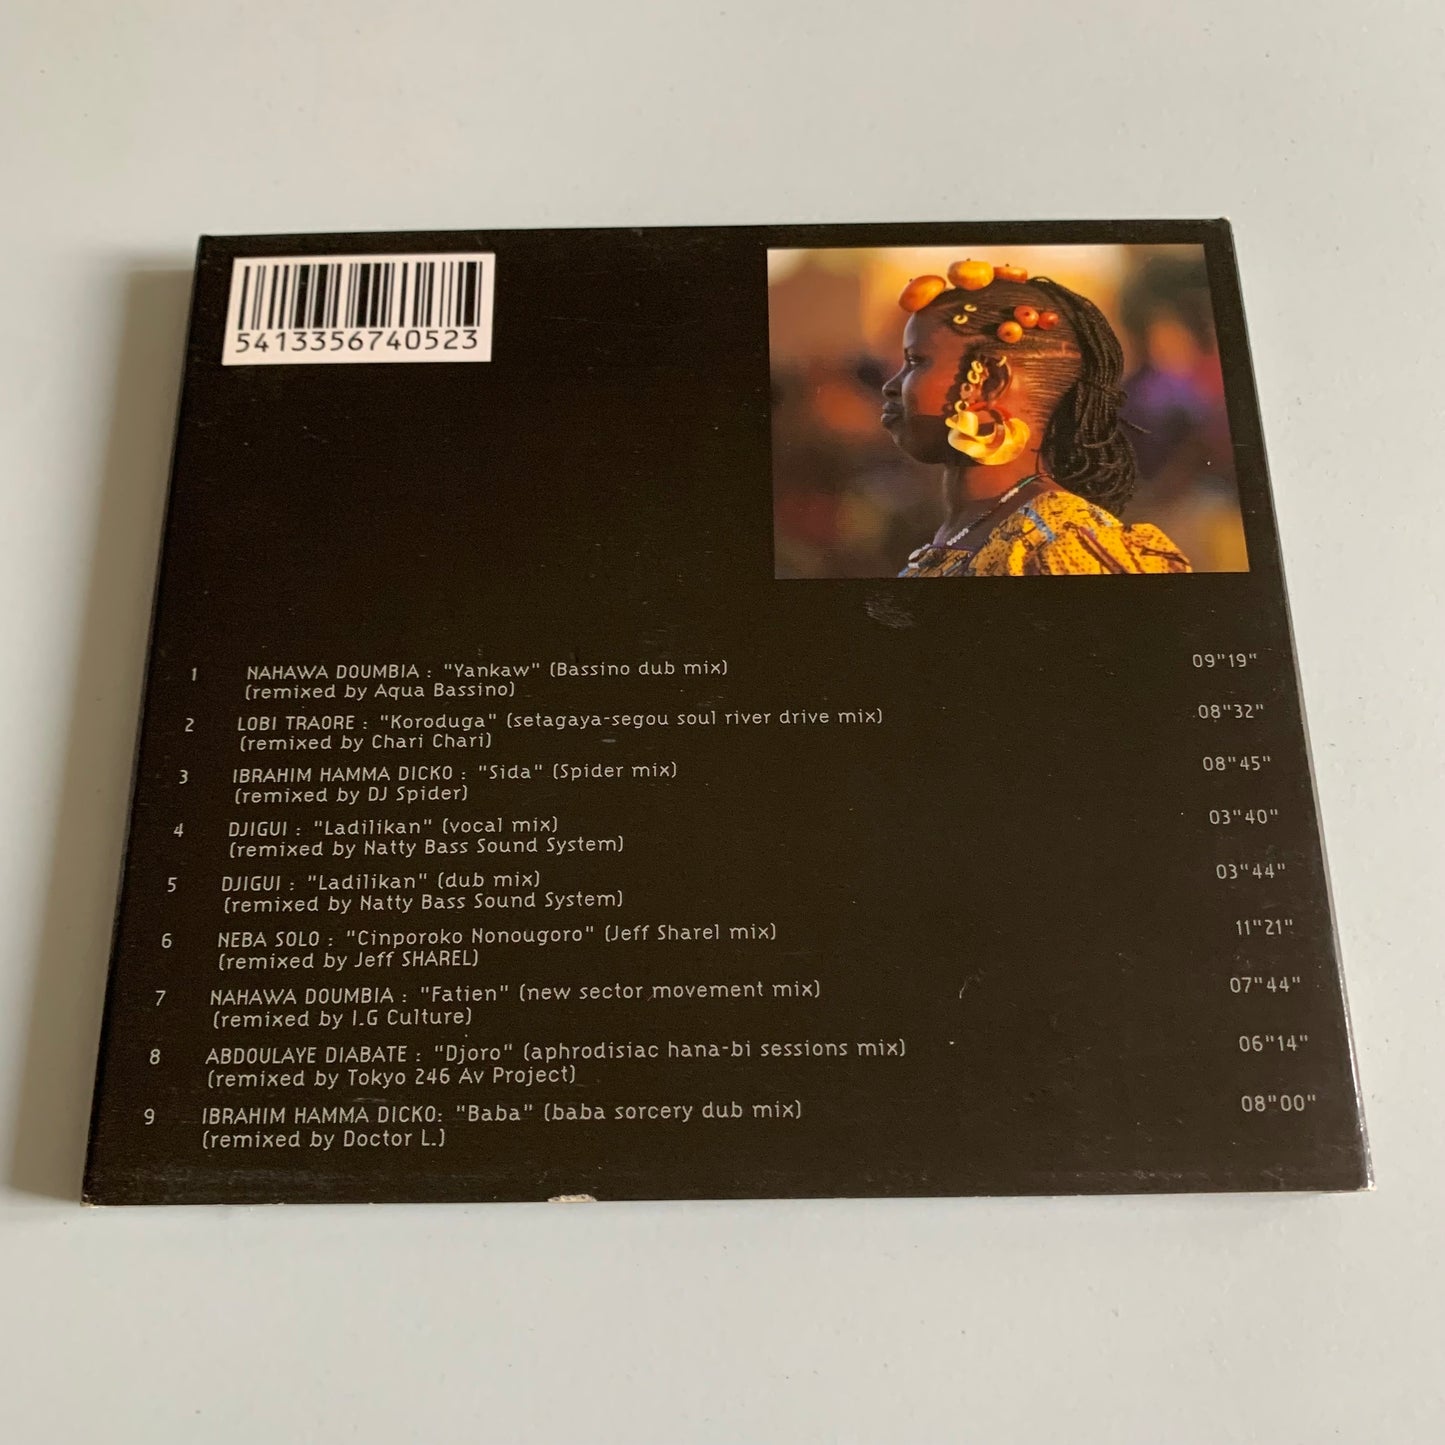 5413356740523
1 NAHAWA DOUMBIA : "Yankaw" (Bassino dub mix) 09"19"
(remixed by Aqua Bassino)
2 LOBI TRAORE : "Koroduga" (setagaya-segou soul river drive mix) 08"32"
(remixed by Chari Chari)
3 IBRAHIM HAMMA DICKO : "Sida" (Spider mix) 08"45"
(remixed by DJ Spider)
4 DJIGUI : "Ladilikan" (vocal mix) 03"40"
(remixed by Natty Bass Sound System)
5 DJIGUI : "Ladilikan" (dub mix) 03"44"
(remixed by Natty Bass Sound System)
6 NEBA SOLO : "Cinporoko Nonougoro" (Jeff Sharel mix) 11"21"
(remixed by Jeff SHAREL)
7 NAHAWA DOUMBIA : "Fatien" (new sector movement mix) 07"44"
(remixed by I.G Culture)
8 ABDOULAYE DIABATE : "Djoro" (aphrodisiac hana-bi sessions mix) 06"14"
(remixed by Tokyo 246 Av Project)
9 IBRAHIM HAMMA DICKO: "Baba" (baba sorcery dub mix) 08"00"
(remixed by Doctor L.)